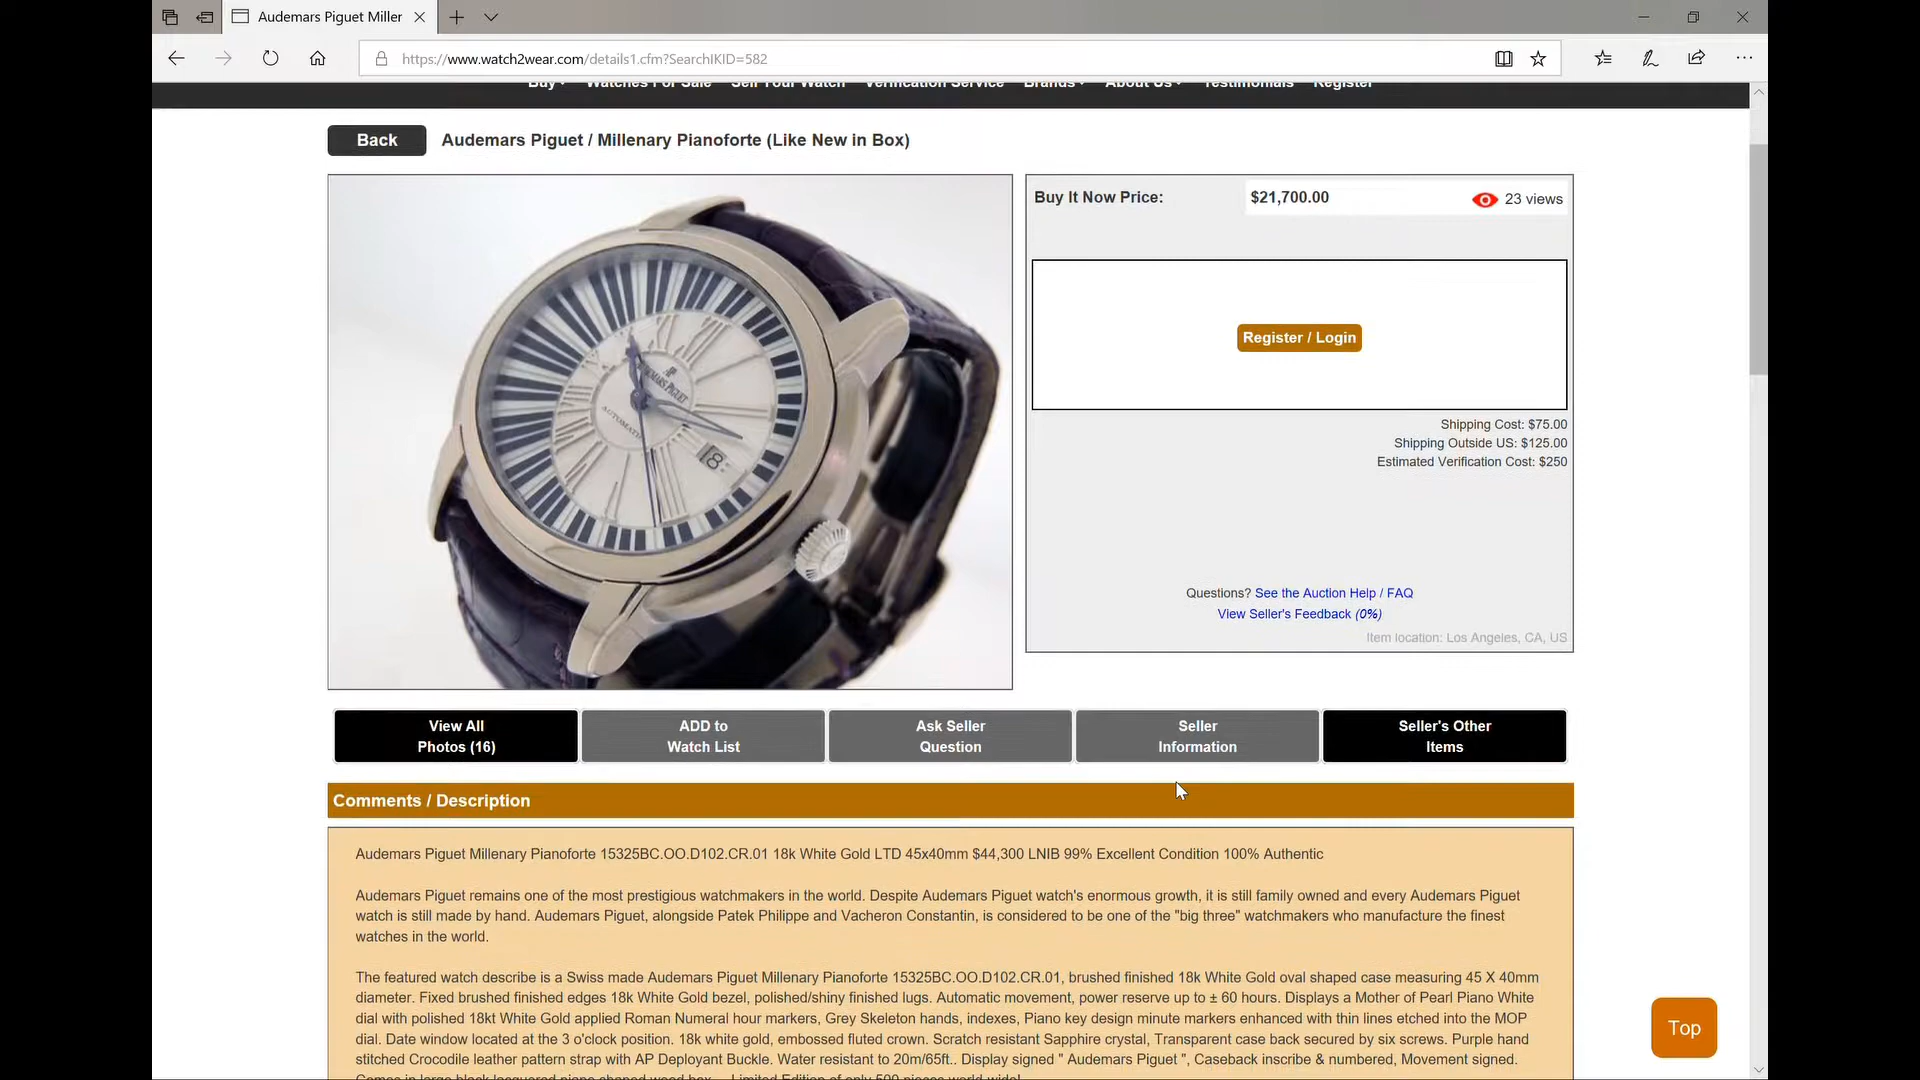 Audemars Piguet Miller
https://www.watch2wear.com/details1.cfm?SearchIKID=582
Buy Watches For Sale Sell Your Watch Verification Service Brands About Us Testimonials Register
Back Audemars Piguet / Millenary Pianoforte (Like New in Box)
Buy It Now Price: $21,700.00 23 views
AP
AUDEMARS PIGUET
AUTOMATIC
18
Register / Login
Shipping Cost: $75.00
Shipping Outside US: $125.00
Estimated Verification Cost: $250
Questions? See the Auction Help / FAQ
View Seller's Feedback (0%)
Item location: Los Angeles, CA, US
View All
Photos (16)
ADD to
Watch List
Ask Seller
Question
Seller
Information
Seller's Other
Items
Comments / Description
Audemars Piguet Millenary Pianoforte 15325BC.OO.D102.CR.01 18k White Gold LTD 45x40mm $44,300 LNIB 99% Excellent Condition 100% Authentic
Audemars Piguet remains one of the most prestigious watchmakers in the world. Despite Audemars Piguet watch's enormous growth, it is still family owned and every Audemars Piguet
watch is still made by hand. Audemars Piguet, alongside Patek Philippe and Vacheron Constantin, is considered to be one of the "big three" watchmakers who manufacture the finest
watches in the world.
The featured watch describe is a Swiss made Audemars Piguet Millenary Pianoforte 15325BC.OO.D102.CR.01, brushed finished 18k White Gold oval shaped case measuring 45 X 40mm
diameter. Fixed brushed finished edges 18k White Gold bezel, polished/shiny finished lugs. Automatic movement, power reserve up to ± 60 hours. Displays a Mother of Pearl Piano White
dial with polished 18kt White Gold applied Roman Numeral hour markers, Grey Skeleton hands, indexes, Piano key design minute markers enhanced with thin lines etched into the MOP
dial. Date window located at the 3 o'clock position. 18k white gold, embossed fluted crown. Scratch resistant Sapphire crystal, Transparent case back secured by six screws. Purple hand
stitched Crocodile leather pattern strap with AP Deployant Buckle. Water resistant to 20m/65ft.. Display signed " Audemars Piguet ", Caseback inscribe & numbered, Movement signed.
Top